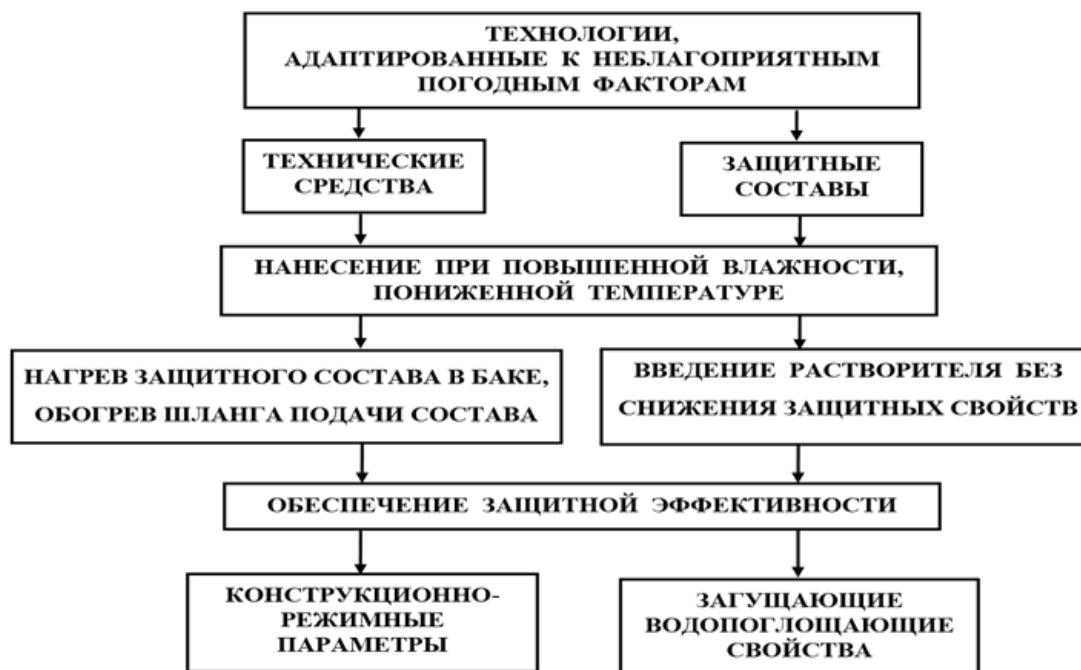 ТЕХНОЛОГИИ,
АДАПТИРОВАННЫЕ К НЕБЛАГОПРИЯТНЫМ
ПОГОДНЫМ ФАКТОРАМ
ТЕХНИЧЕСКИЕ
СРЕДСТВА
ЗАЩИТНЫЕ
СОСТАВЫ
НАНЕСЕНИЕ ПРИ ПОВЫШЕННОЙ ВЛАЖНОСТИ,
ПОНИЖЕННОЙ ТЕМПЕРАТУРЕ
НАГРЕВ ЗАЩИТНОГО СОСТАВА В БАКЕ,
ОБОГРЕВ ШЛАНГА ПОДАЧИ СОСТАВА
ВВЕДЕНИЕ РАСТВОРИТЕЛЯ БЕЗ
СНИЖЕНИЯ ЗАЩИТНЫХ СВОЙСТВ
ОБЕСПЕЧЕНИЕ ЗАЩИТНОЙ ЭФФЕКТИВНОСТИ
КОНСТРУКЦИОННО-
РЕЖИМНЫЕ
ПАРАМЕТРЫ
ЗАГУЩАЮЩИЕ
ВОДОПОГЛОЩАЮЩИЕ
СВОЙСТВА